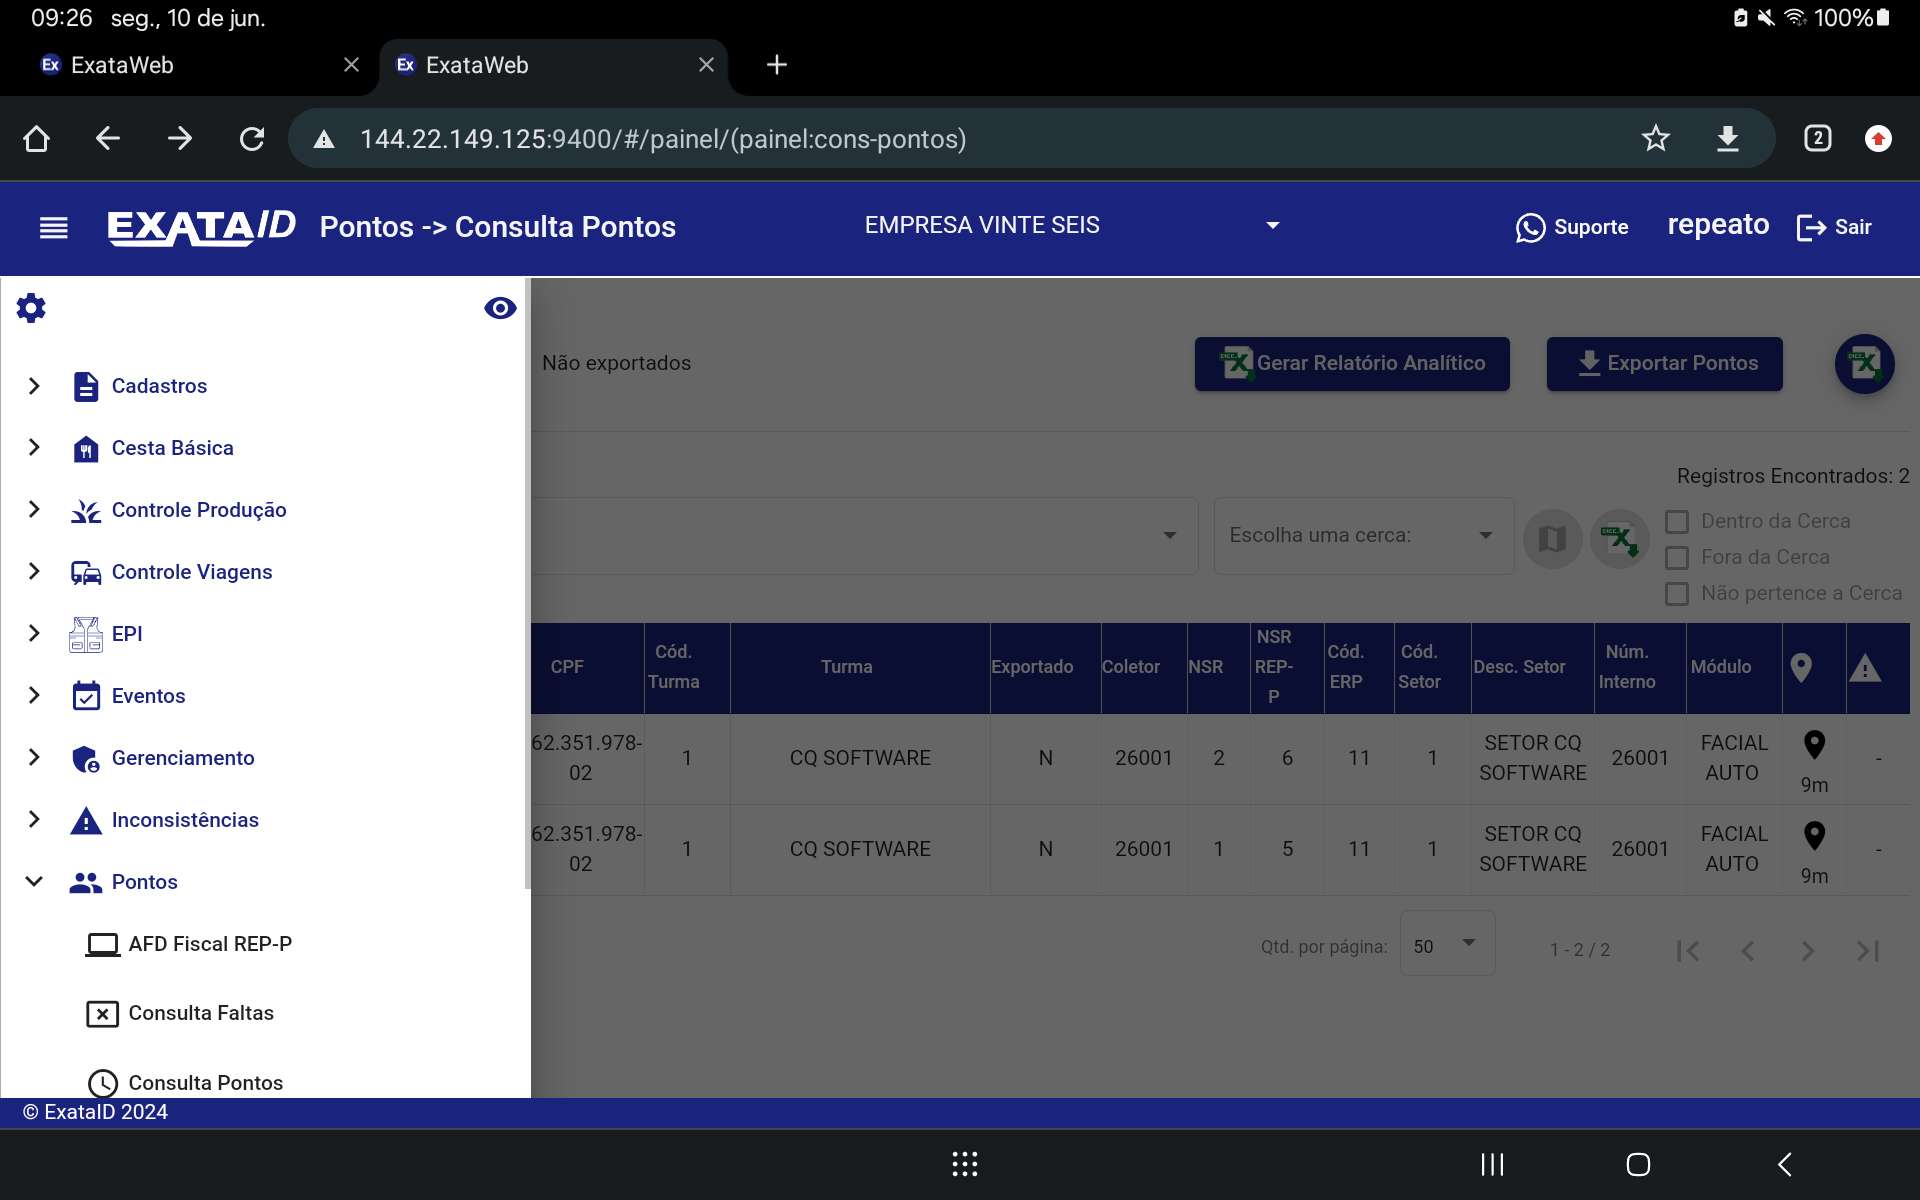 09:26 seg., 10 de jun.
100%
Ex ExataWeb
Ex ExataWeb
144.22.149.125:9400/#/painel/(painel:cons-pontos)
2
EXATAID Pontos -> Consulta Pontos
EMPRESA VINTE SEIS
Suporte
repeato
Sair
Cadastros
Cesta Básica
Controle Produção
Controle Viagens
EPI
Eventos
Gerenciamento
Inconsistências
Pontos
AFD Fiscal REP-P
Consulta Faltas
Consulta Pontos
Não exportados
Gerar Relatório Analítico
Exportar Pontos
Registros Encontrados: 2
Escolha uma cerca:
Dentro da Cerca
Fora da Cerca
Não pertence a Cerca
CPF
Cód. Turma
Turma
Exportado
Coletor
NSR
NSR REP-P
Cód. ERP
Cód. Setor
Desc. Setor
Núm. Interno
Módulo
62.351.978-02 1 CQ SOFTWARE N 26001 2 6 11 1 SETOR CQ SOFTWARE 26001 FACIAL AUTO 9m -
62.351.978-02 1 CQ SOFTWARE N 26001 1 5 11 1 SETOR CQ SOFTWARE 26001 FACIAL AUTO 9m -
Qtd. por página: 50 1 - 2 / 2
© ExataID 2024